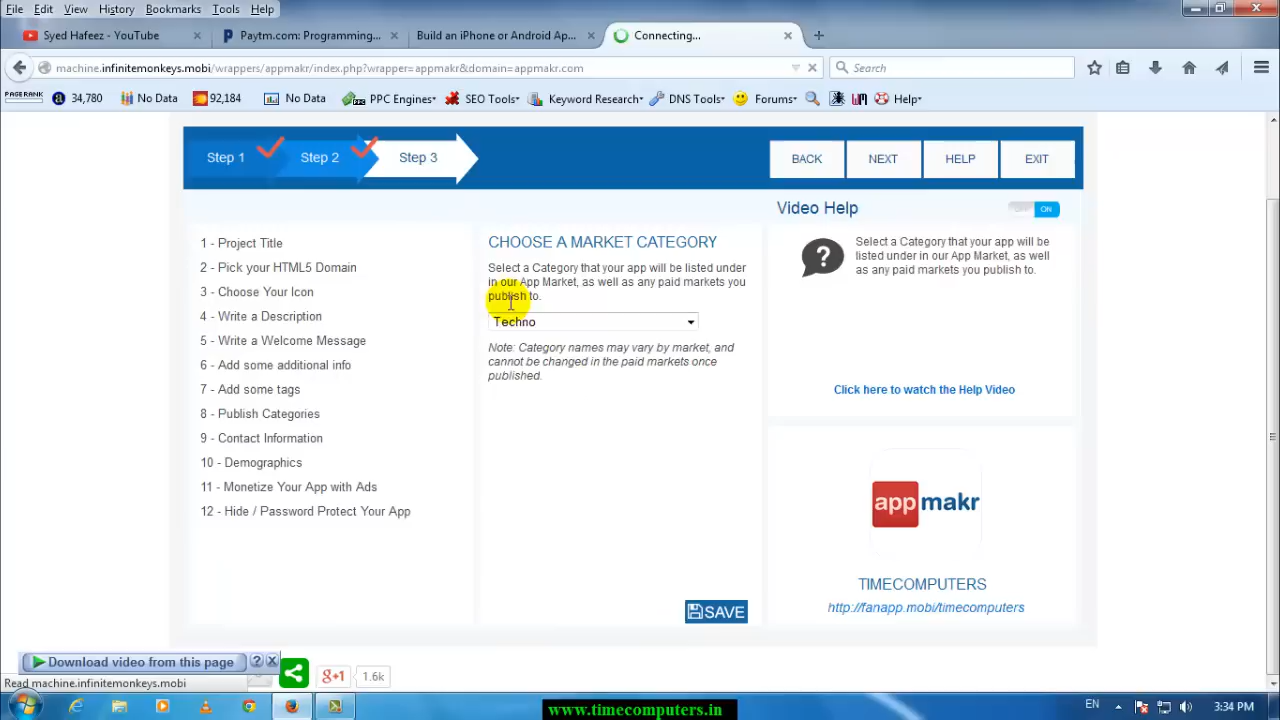 File Edit View History Bookmarks Tools Help
Syed Hafeez - YouTube
Paytm.com: Programming...
Build an iPhone or Android Ap...
Connecting...
machine.infinitemonkeys.mobi/wrappers/appmakr/index.php?wrapper=appmakr&domain=appmakr.com
Search
PAGERANK 34,780 No Data 92,184 No Data PPC Engines SEO Tools Keyword Research DNS Tools Forums Help
Step 1 Step 2 Step 3
BACK NEXT HELP EXIT
Video Help
ON
1 - Project Title
2 - Pick your HTML5 Domain
3 - Choose Your Icon
4 - Write a Description
5 - Write a Welcome Message
6 - Add some additional info
7 - Add some tags
8 - Publish Categories
9 - Contact Information
10 - Demographics
11 - Monetize Your App with Ads
12 - Hide / Password Protect Your App
CHOOSE A MARKET CATEGORY
Select a Category that your app will be listed under
in our App Market, as well as any paid markets you
publish to.
Techno
Note: Category names may vary by market, and
cannot be changed in the paid markets once
published.
SAVE
?
Select a Category that your app will be
listed under in our App Market, as well
as any paid markets you publish to.
Click here to watch the Help Video
appmakr
TIMECOMPUTERS
http://fanapp.mobi/timecomputers
Download video from this page ?
g+1 1.6k
Read machine.infinitemonkeys.mobi
www.timecomputers.in
EN 3:34 PM